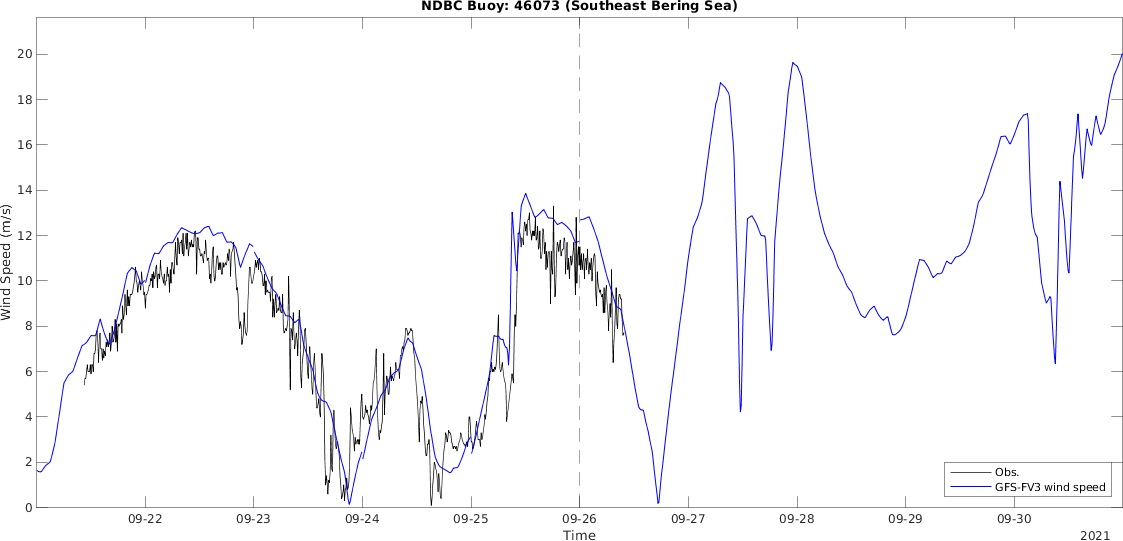 NDBC Buoy: 46073 (Southeast Bering Sea)
Wind Speed (m/s)
20
18
16
14
12
10
8
6
4
2
0
Obs.
GFS-FV3 wind speed
09-22 09-23 09-24 09-25 09-26 09-27 09-28 09-29 09-30
Time
2021